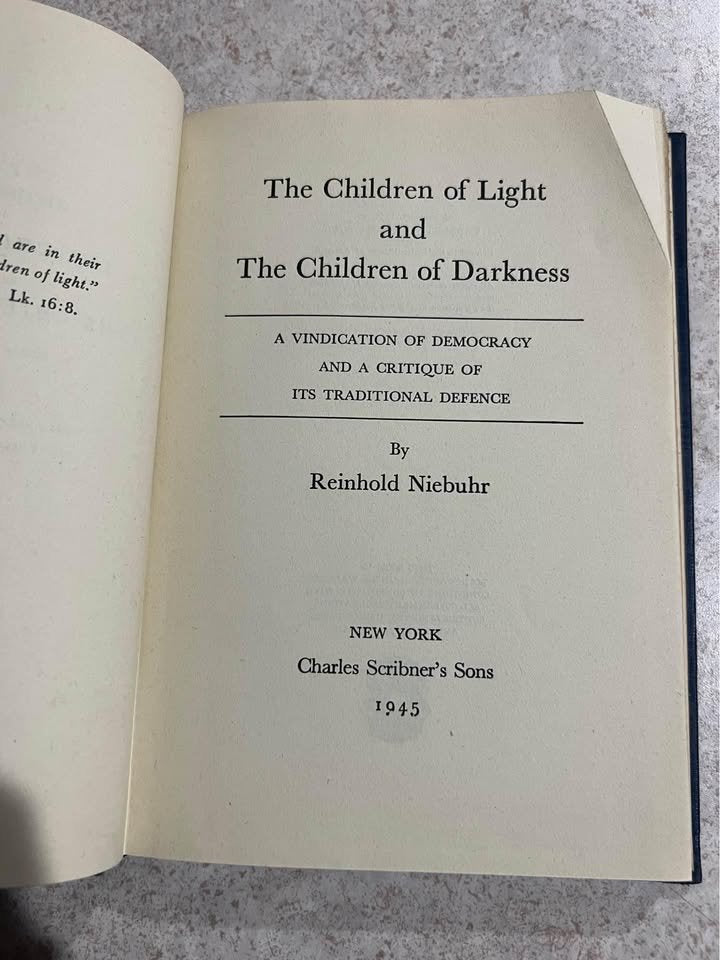 are in their
dren of light."
Lk. 16:8.
The Children of Light
and
The Children of Darkness
A VINDICATION OF DEMOCRACY
AND A CRITIQUE OF
ITS TRADITIONAL DEFENCE
By
Reinhold Niebuhr
NEW YORK
Charles Scribner's Sons
1945